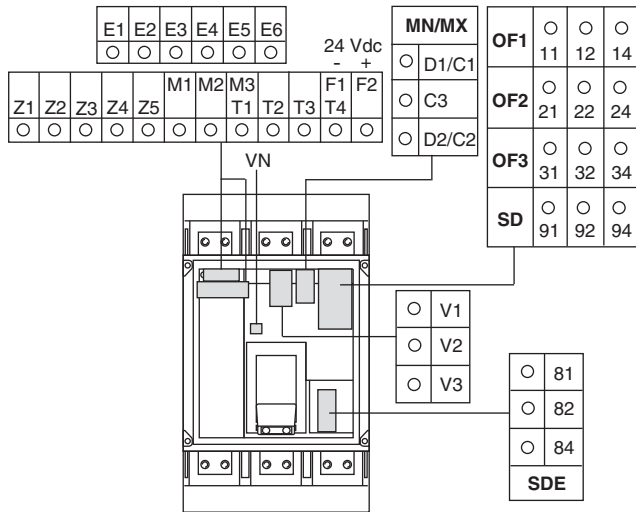 E1 E2 E3 E4 E5 E6
24 Vdc
- +
M1 M2 M3 F1 F2
Z1 Z2 Z3 Z4 Z5 T1 T2 T3 T4
VN
MN/MX
D1/C1
C3
D2/C2
OF1
11 12 14
OF2
21 22 24
OF3
31 32 34
SD
91 92 94
V1
V2
V3
81
82
84
SDE